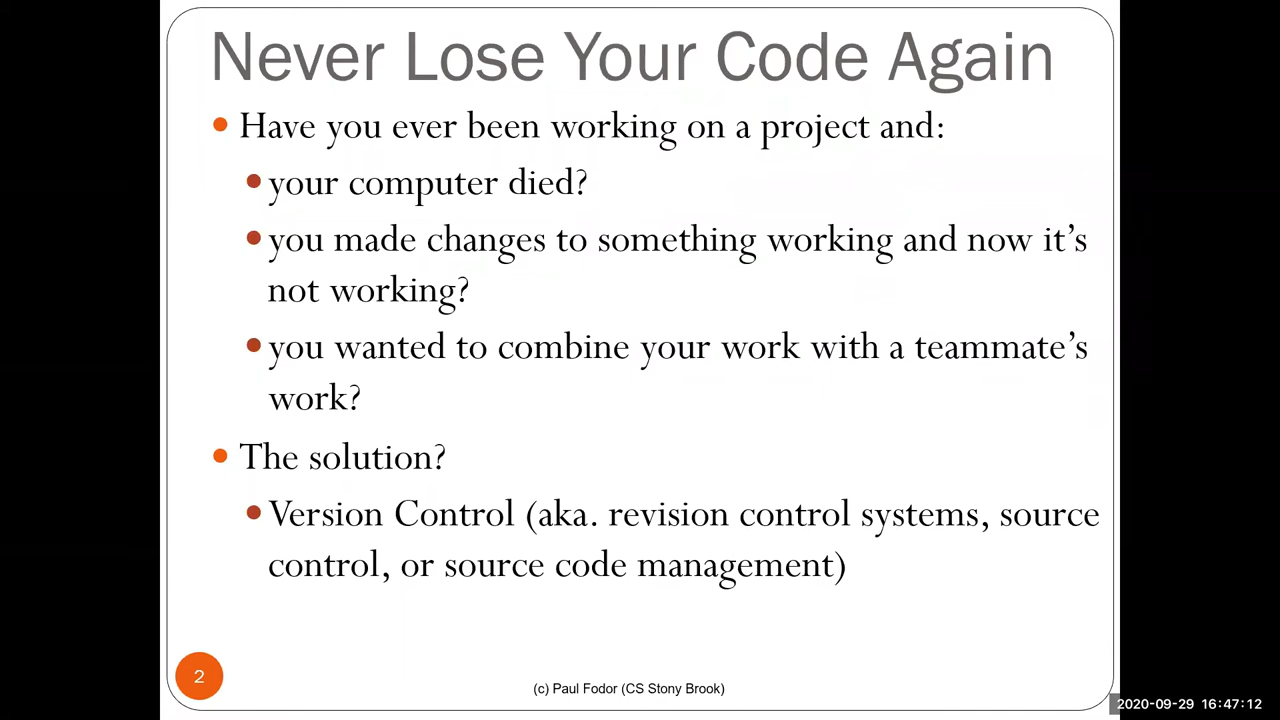 Never Lose Your Code Again
Have you ever been working on a project and:
your computer died?
you made changes to something working and now it’s
not working?
you wanted to combine your work with a teammate’s
work?
The solution?
Version Control (aka. revision control systems, source
control, or source code management)
2
(c) Paul Fodor (CS Stony Brook)
2020-09-29 16:47:12